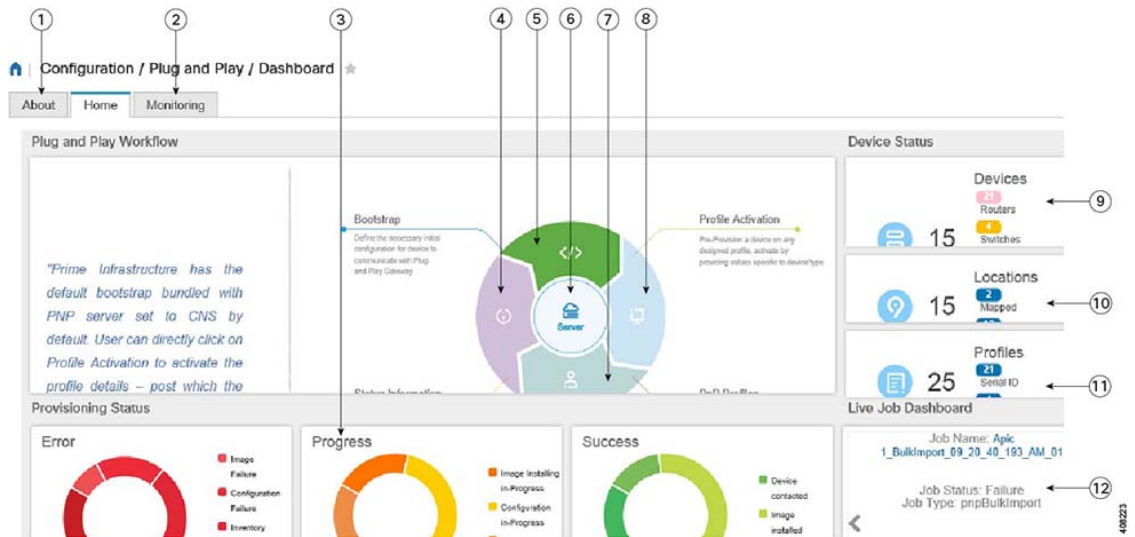 1 2 3 4 5 6 7 8
Configuration / Plug and Play / Dashboard
About Home Monitoring
Plug and Play Workflow
"Prime Infrastructure has the
default bootstrap bundled with
PNP server set to CNS by
default. User can directly click on
Profile Activation to activate the
profile details – post which the
Bootstrap
Define the necessary initial
configuration for device to
communicate with Plug
and Play Gateway
Profile Activation
Pre-Provision a device on any
designed profile, activate by
providing values specific to device type
</>
Server
Status Information
PnP Profiles
Device Status
Devices
21
Routers
15
4
Switches
9
Locations
15
2
Mapped
10
Profiles
25
21
Serial ID
11
Provisioning Status
Error
Image
Failure
Configuration
Failure
Inventory
Progress
Image Installing
in-Progress
Configuration
in-Progress
Success
Device
contacted
Image
installed
Live Job Dashboard
Job Name: Apic
1_BulkImport_09_20_40_193_AM_01
Job Status: Failure
Job Type: pnpBulkImport
12
408223